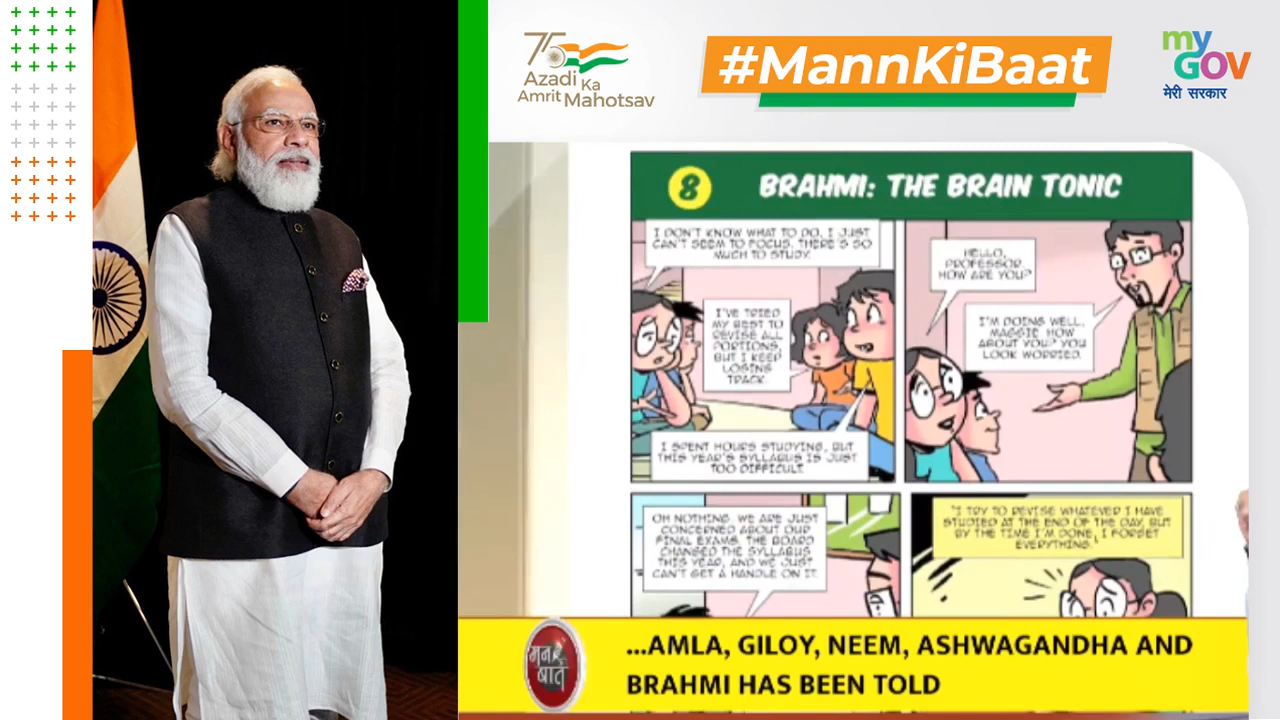 75
Azadi Ka
Amrit Mahotsav
#MannKiBaat
my
GOV
मेरी सरकार
8
BRAHMI: THE BRAIN TONIC
I DON'T KNOW WHAT TO DO. I JUST
CAN'T SEEM TO FOCUS. THERE'S SO
MUCH TO STUDY.
I'VE TRIED
MY BEST TO
REVISE ALL
PORTIONS,
BUT I KEEP
LOSING
TRACK.
I SPENT HOURS STUDYING, BUT
THIS YEAR'S SYLLABUS IS JUST
TOO DIFFICULT.
HELLO,
PROFESSOR.
HOW ARE YOU?
I'M DOING WELL,
MAGGIE. HOW
ABOUT YOU? YOU
LOOK WORRIED.
OH NOTHING. WE ARE JUST
CONCERNED ABOUT OUR
FINAL EXAMS. THE BOARD
CHANGED THE SYLLABUS
THIS YEAR, AND WE JUST
CAN'T GET A HANDLE ON IT.
"I TRY TO REVISE WHATEVER I HAVE
STUDIED AT THE END OF THE DAY, BUT
BY THE TIME I'M DONE, I FORGET
EVERYTHING."
मन की
बात
...AMLA, GILOY, NEEM, ASHWAGANDHA AND
BRAHMI HAS BEEN TOLD